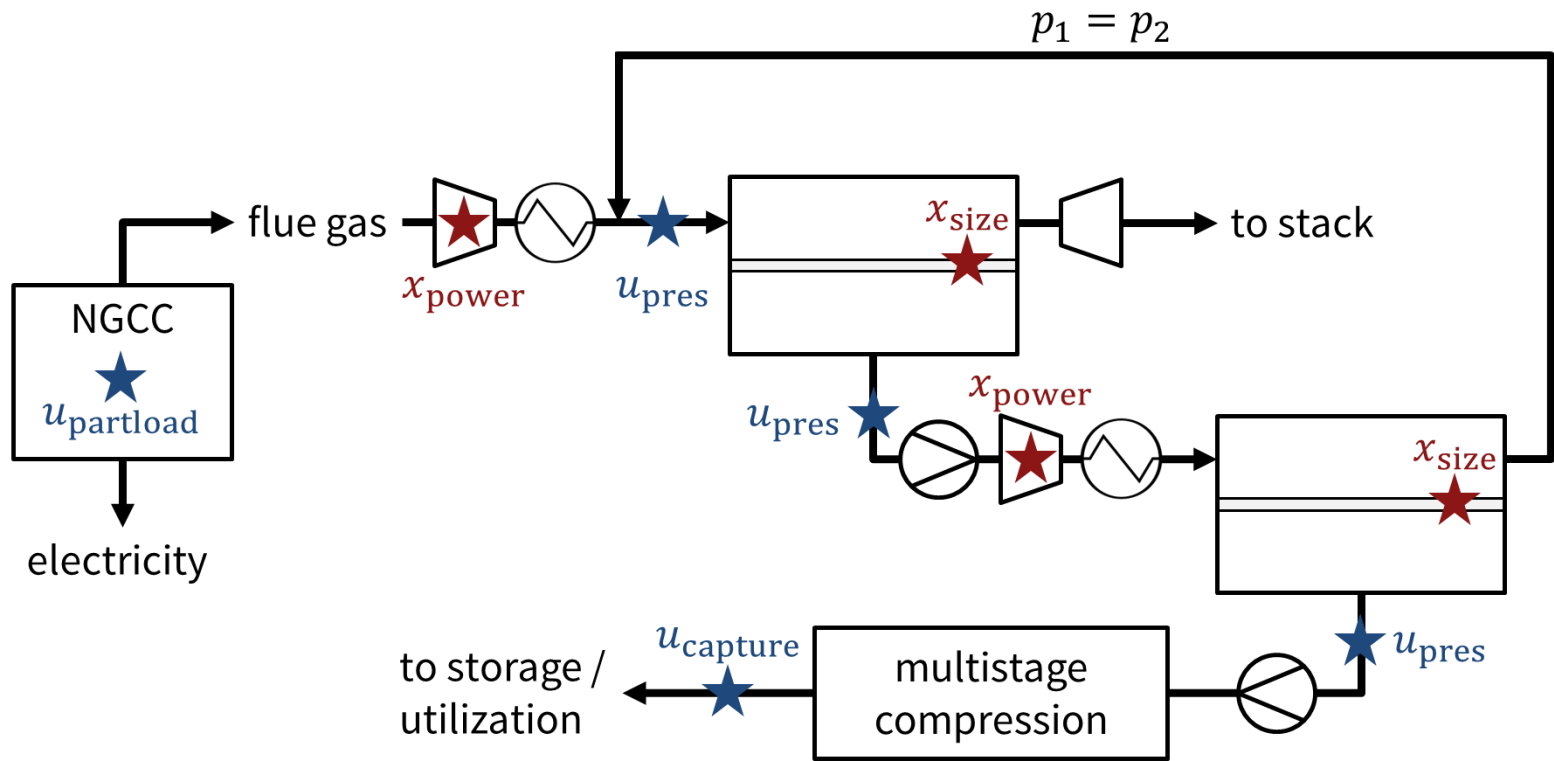 p₁ = p₂
flue gas
x_power
u_pres
x_size
to stack
NGCC
u_partload
electricity
u_pres
x_power
x_size
u_pres
u_capture
to storage /
utilization
multistage
compression